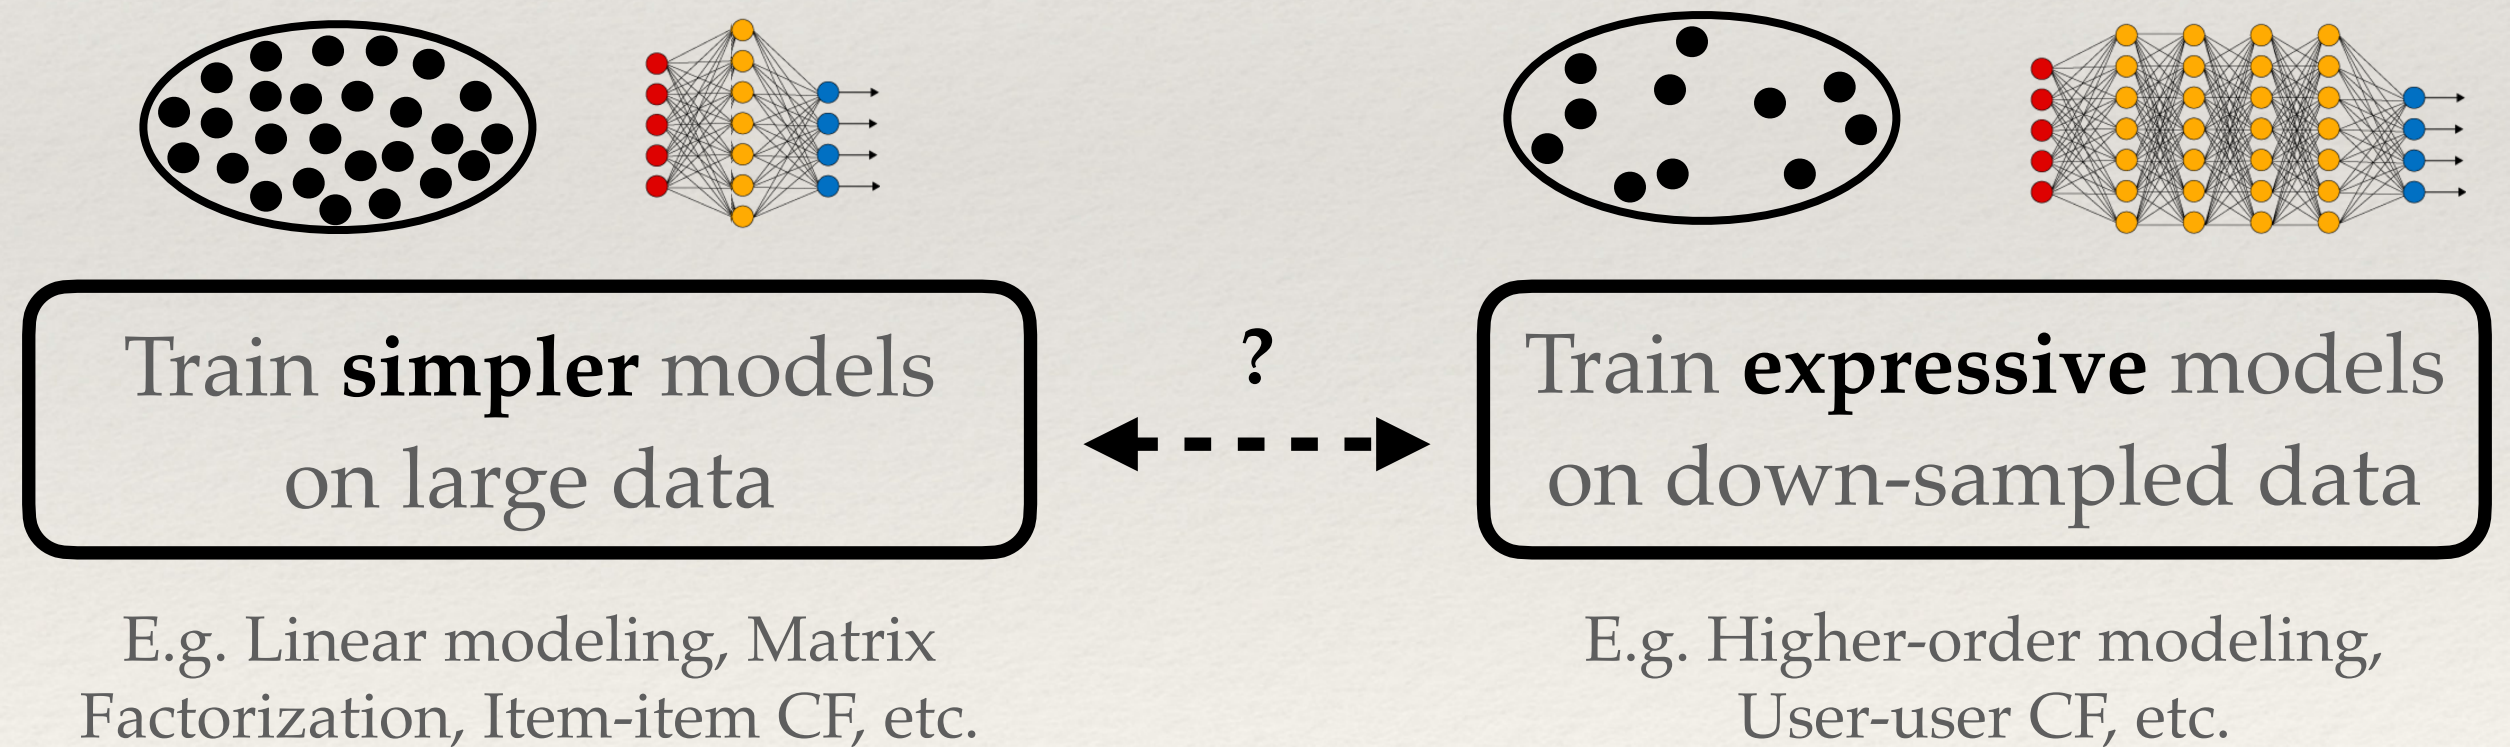 Train simpler models
on large data
?
Train expressive models
on down-sampled data
E.g. Linear modeling, Matrix
Factorization, Item-item CF, etc.
E.g. Higher-order modeling,
User-user CF, etc.